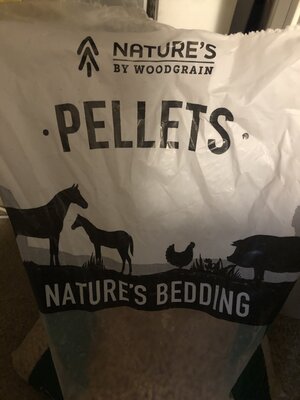 NATURE'S
BY WOODGRAIN
· PELLETS ·
NATURE'S BEDDING